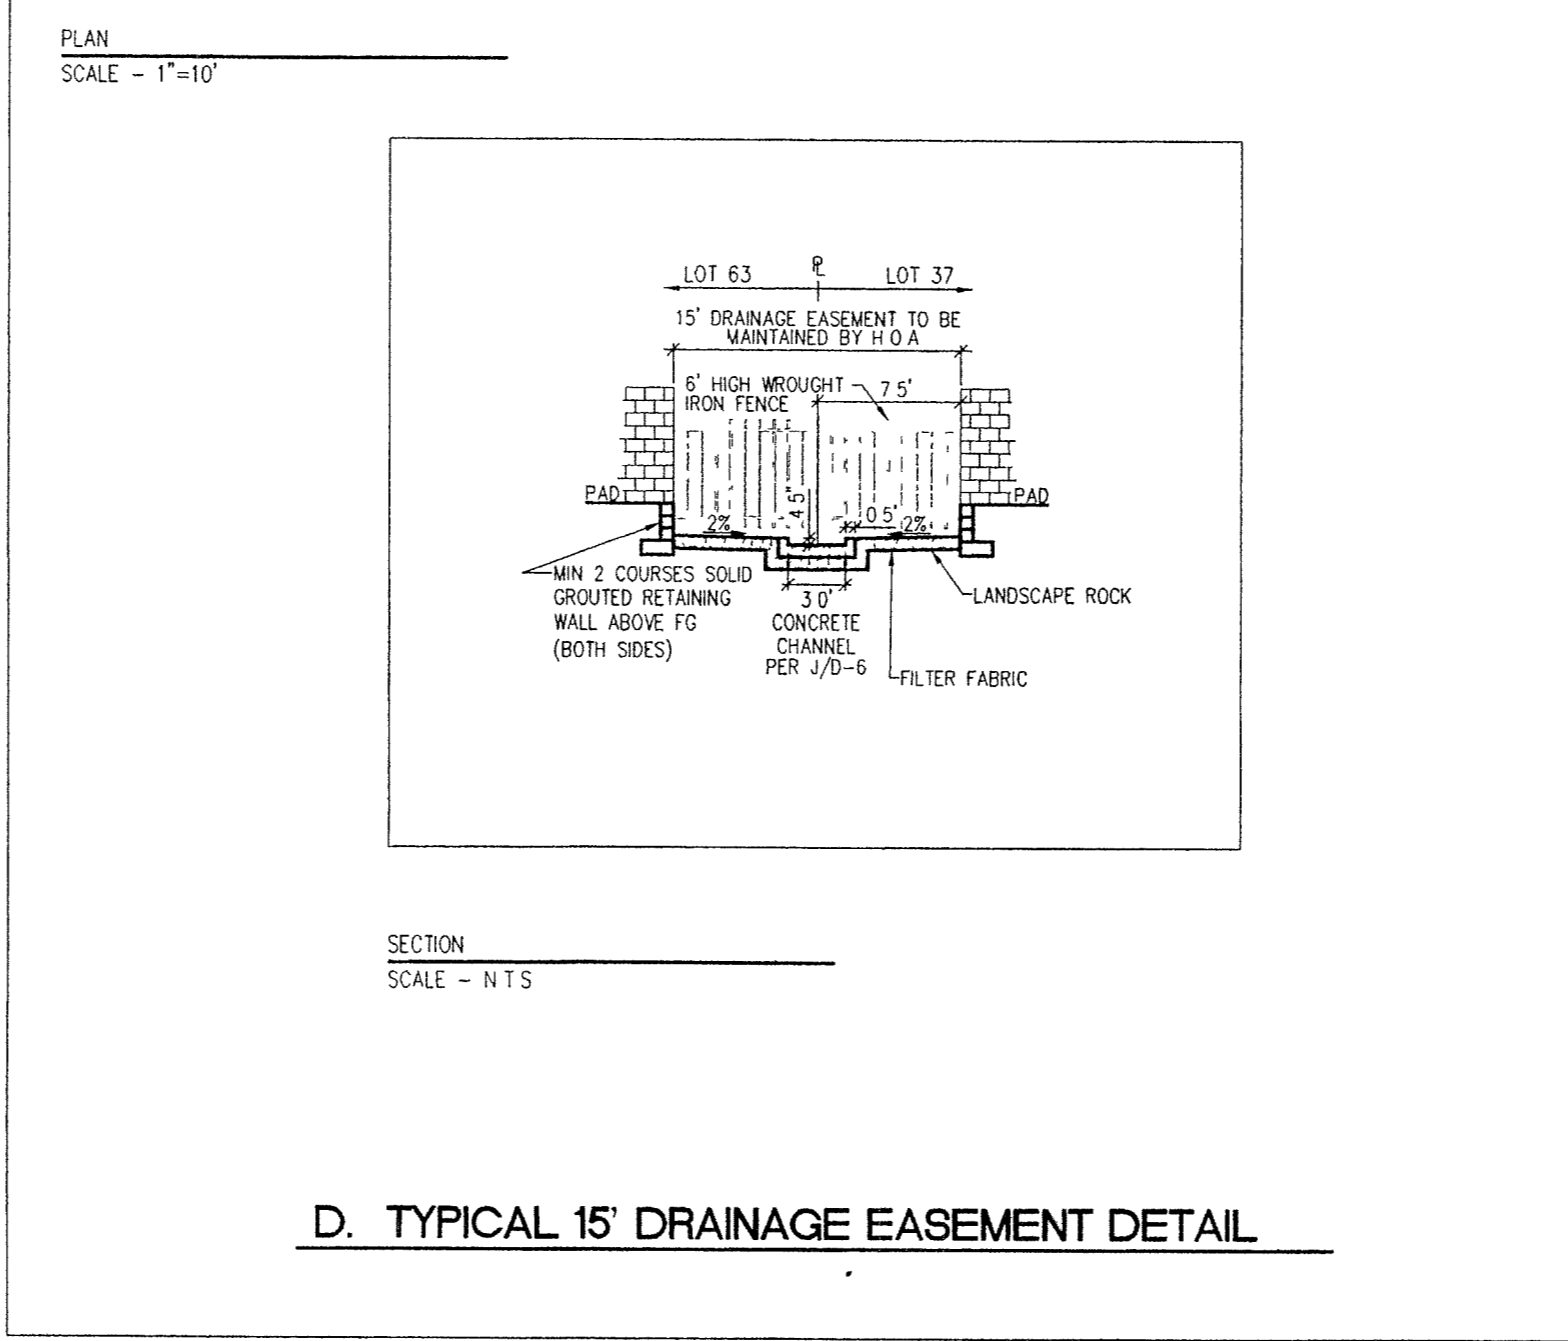 PLAN
SCALE - 1"=10'
LOT 63
PL
LOT 37
15' DRAINAGE EASEMENT TO BE
MAINTAINED BY H O A
6' HIGH WROUGHT
IRON FENCE
7 5'
PAD
PAD
4 5"
0 5'
2%
2%
MIN 2 COURSES SOLID
GROUTED RETAINING
WALL ABOVE FG
(BOTH SIDES)
3 0'
CONCRETE
CHANNEL
PER J/D-6
LANDSCAPE ROCK
FILTER FABRIC
SECTION
SCALE - N T S
D. TYPICAL 15' DRAINAGE EASEMENT DETAIL